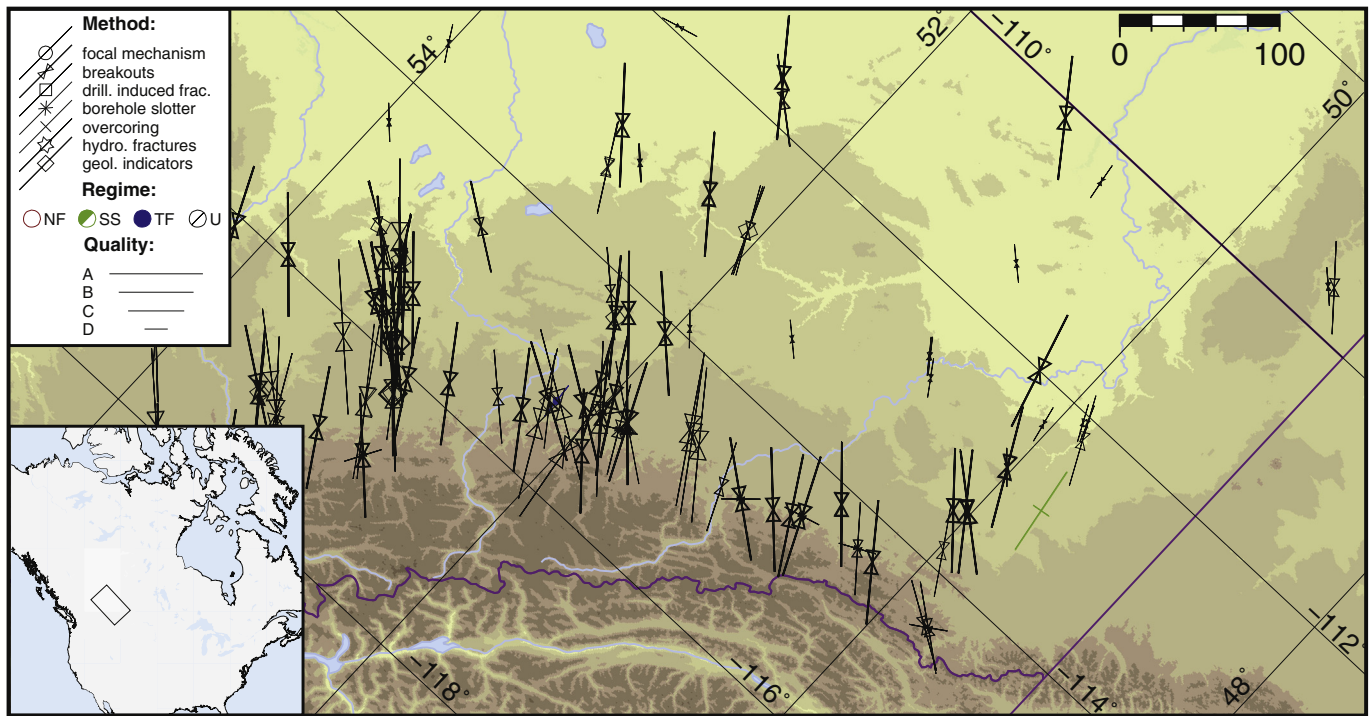 Method:
focal mechanism
breakouts
drill. induced frac.
borehole slotter
overcoring
hydro. fractures
geol. indicators
Regime:
NF SS TF U
Quality:
A
B
C
D
54°
52°
−110°
0 100
50°
−118°
−116°
−114°
48°
−112°